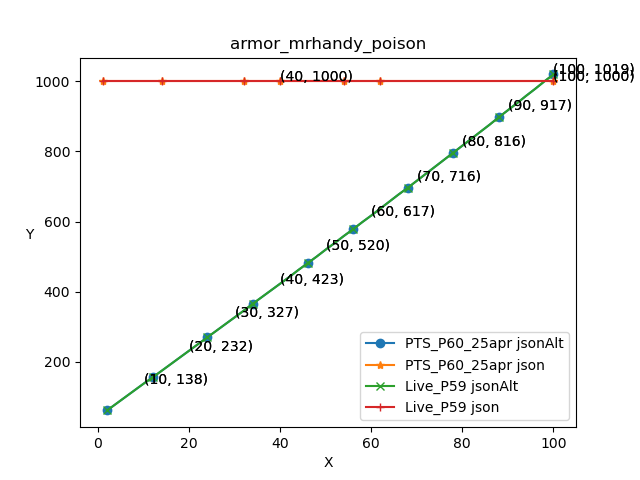 armor_mrhandy_poison
(100, 1019)
(100, 1000)
(40, 1000)
(90, 917)
(80, 816)
(70, 716)
(60, 617)
(50, 520)
(40, 423)
(30, 327)
(20, 232)
(10, 138)
1000
800
600
400
200
Y
PTS_P60_25apr jsonAlt
PTS_P60_25apr json
Live_P59 jsonAlt
Live_P59 json
0 20 40 60 80 100
X